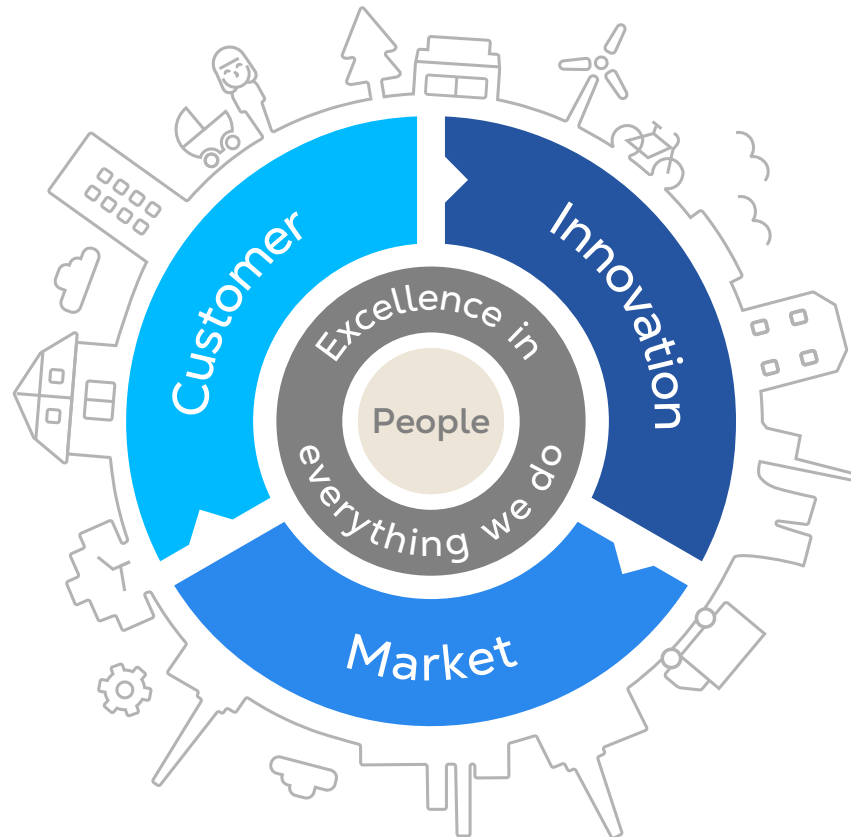 Customer
Innovation
Market
Excellence in
everything we do
People